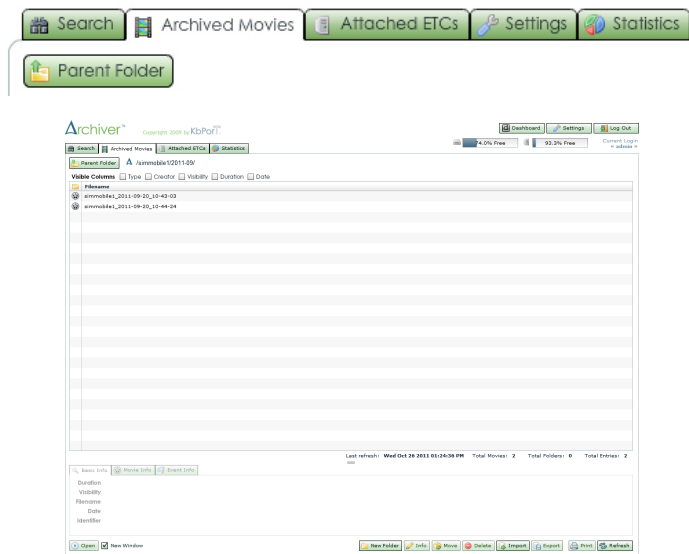 Search Archived Movies Attached ETCs Settings Statistics
Parent Folder
Archiver™ Copyright 2009 by KbPort
Dashboard Settings Log Out
74.0% Free 93.3% Free Current Login
« admin »
Search Archived Movies Attached ETCs Statistics
Parent Folder /simmobile1/2011-09/
Visible Columns Type Creator Visibility Duration Date
Filename
simmobile1_2011-09-20_10-43-03
simmobile1_2011-09-20_10-44-24
Last refresh: Wed Oct 26 2011 01:24:36 PM Total Movies: 2 Total Folders: 0 Total Entries: 2
Basic Info Movie Info Event Info
Duration
Visibility
Filename
Date
Identifier
Open New Window New Folder Info Move Delete Import Export Print Refresh